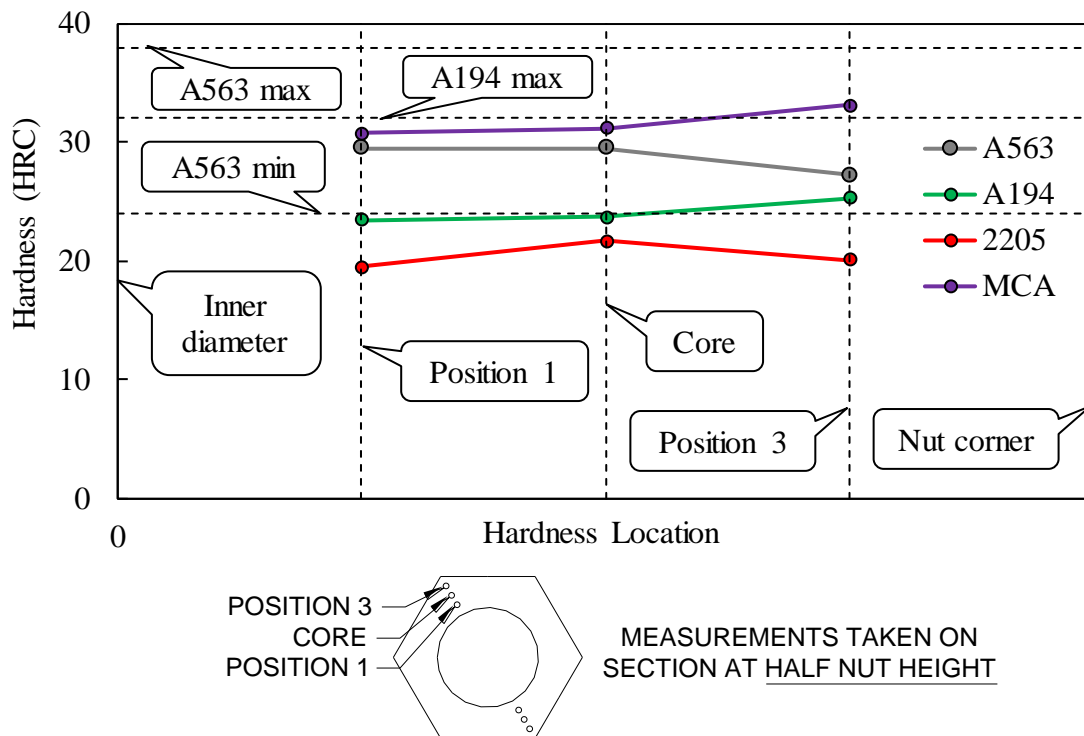 40
30
20
10
0
0
Hardness (HRC)
Hardness Location
A563 max
A194 max
A563 min
Inner
diameter
Position 1
Core
Position 3
Nut corner
A563
A194
2205
MCA
POSITION 3
CORE
POSITION 1
MEASUREMENTS TAKEN ON
SECTION AT HALF NUT HEIGHT